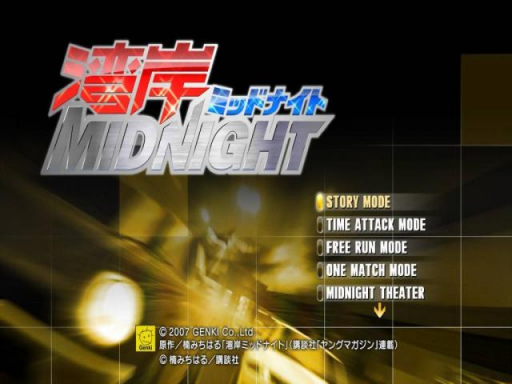 湾岸
ミッドナイト
MIDNIGHT
STORY MODE
TIME ATTACK MODE
FREE RUN MODE
ONE MATCH MODE
MIDNIGHT THEATER
Genki
© 2007 GENKI Co., Ltd.
原作／楠みちはる「湾岸ミッドナイト」（講談社「ヤングマガジン」連載）
© 楠みちはる／講談社